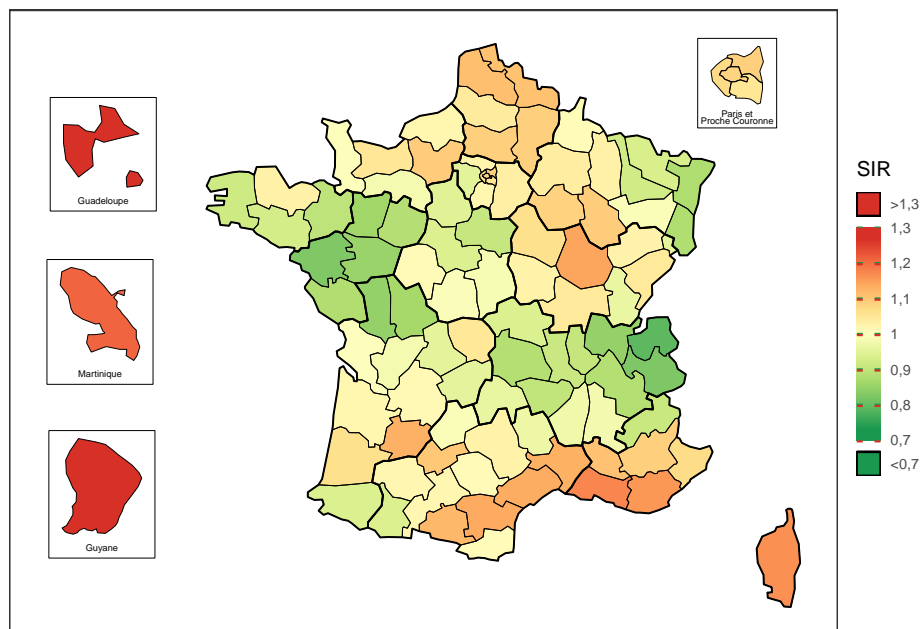 Paris et
Proche Couronne
Guadeloupe
Martinique
Guyane
SIR
>1,3
1,3
1,2
1,1
1
0,9
0,8
0,7
<0,7